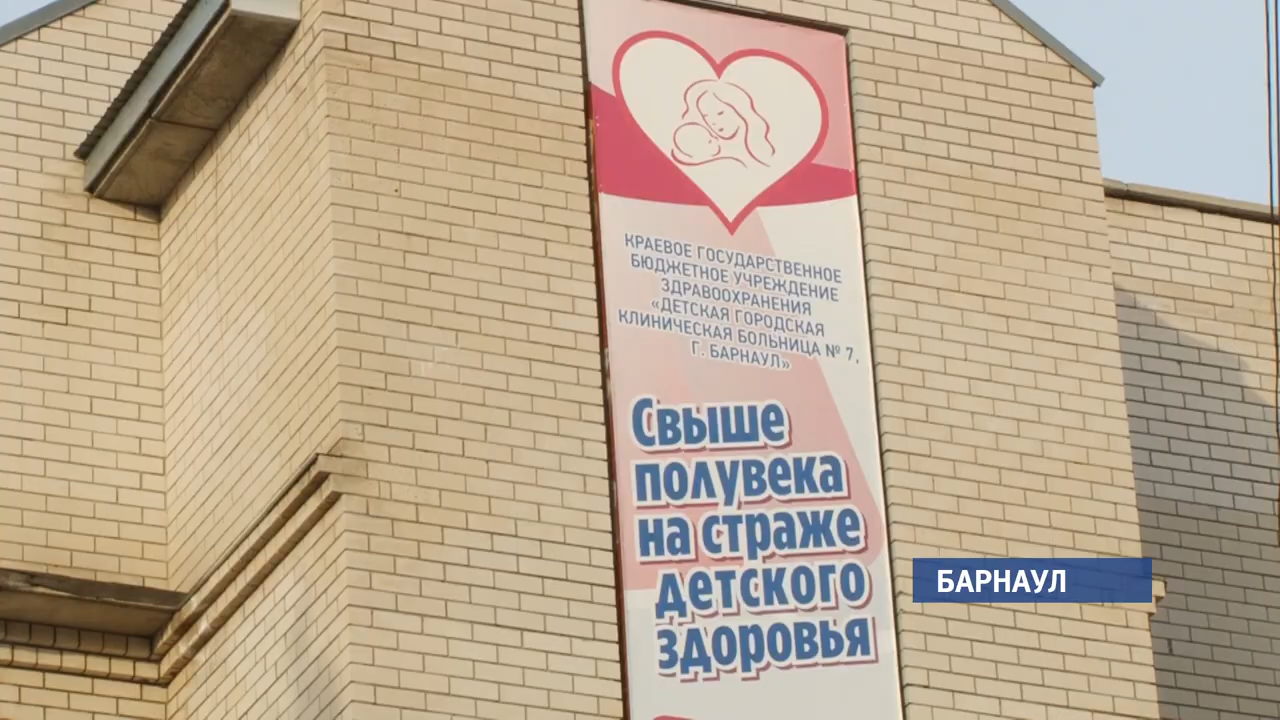 КРАЕВОЕ ГОСУДАРСТВЕННОЕ
БЮДЖЕТНОЕ УЧРЕЖДЕНИЕ
ЗДРАВООХРАНЕНИЯ
«ДЕТСКАЯ ГОРОДСКАЯ
КЛИНИЧЕСКАЯ БОЛЬНИЦА № 7,
Г. БАРНАУЛ»
Свыше
полувека
на страже
детского
здоровья
БАРНАУЛ